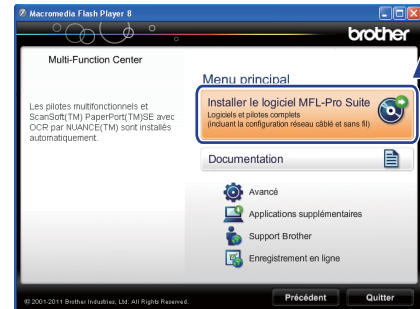 Macromedia Flash Player 8
brother
Multi-Function Center
Les pilotes multifonctionnels et
ScanSoft(TM) PaperPort(TM)SE avec
OCR par NUANCE(TM) sont installés
automatiquement.
Menu principal
Installer le logiciel MFL-Pro Suite
Logiciels et pilotes complets
(incluant la configuration réseau câblé et sans fil)
Documentation
Avancé
Applications supplémentaires
Support Brother
Enregistrement en ligne
© 2001-2011 Brother Industries, Ltd. All Rights Reserved.
Précédent
Quitter